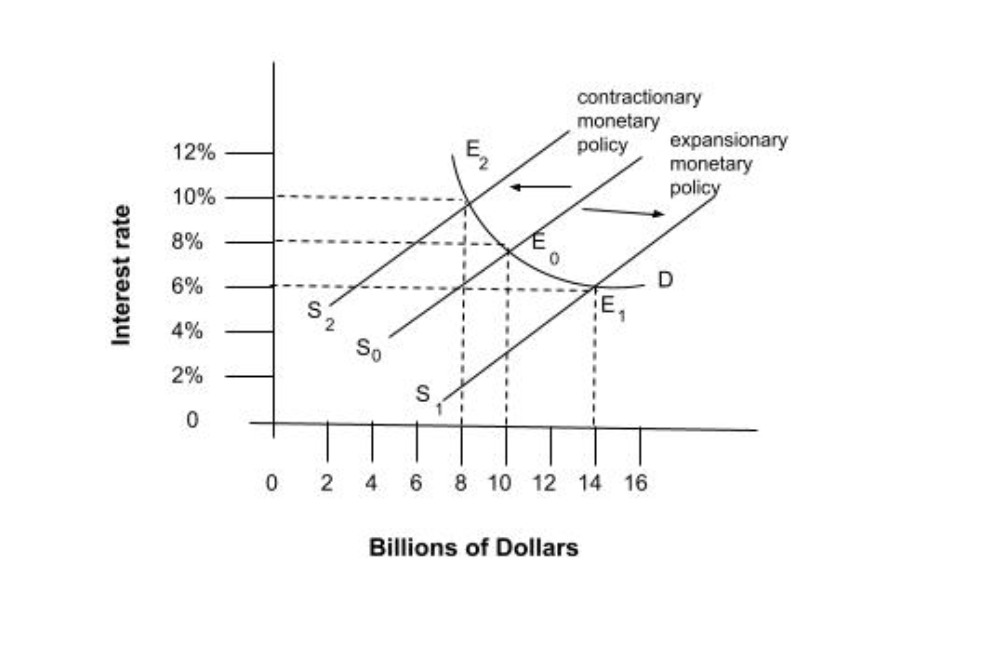 contractionary
monetary
policy
expansionary
monetary
policy
12%
10%
8%
6%
4%
2%
0
Interest rate
E2
E0
D
E1
S2
S0
S1
0 2 4 6 8 10 12 14 16
Billions of Dollars